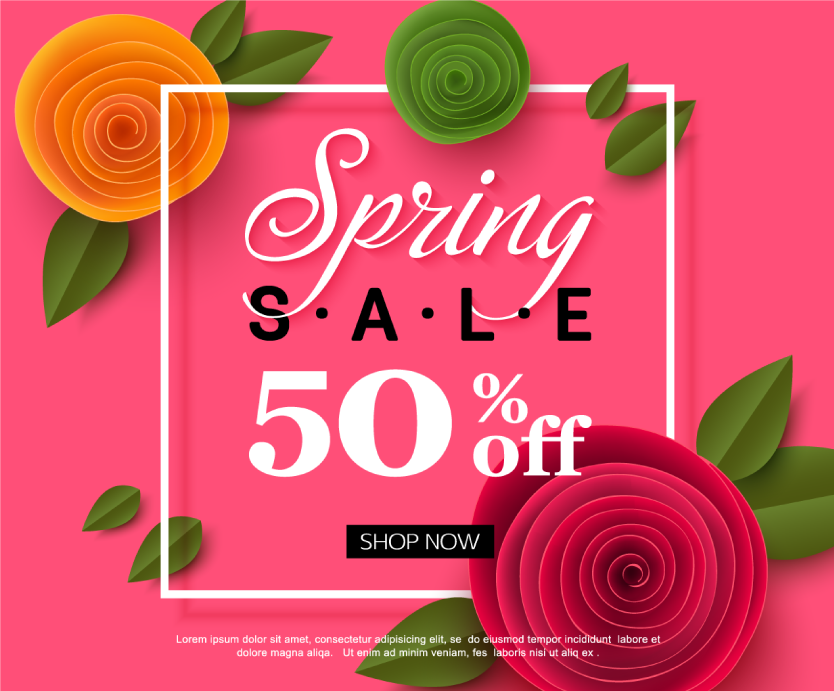 Spring
S·A·L·E
50% off
SHOP NOW
Lorem ipsum dolor sit amet, consectetur adipisicing elit, se do eiusmod tempor incididunt labore et
dolore magna aliqa. Ut enim ad minim veniam, fes laboris nisi ut aliq ex .